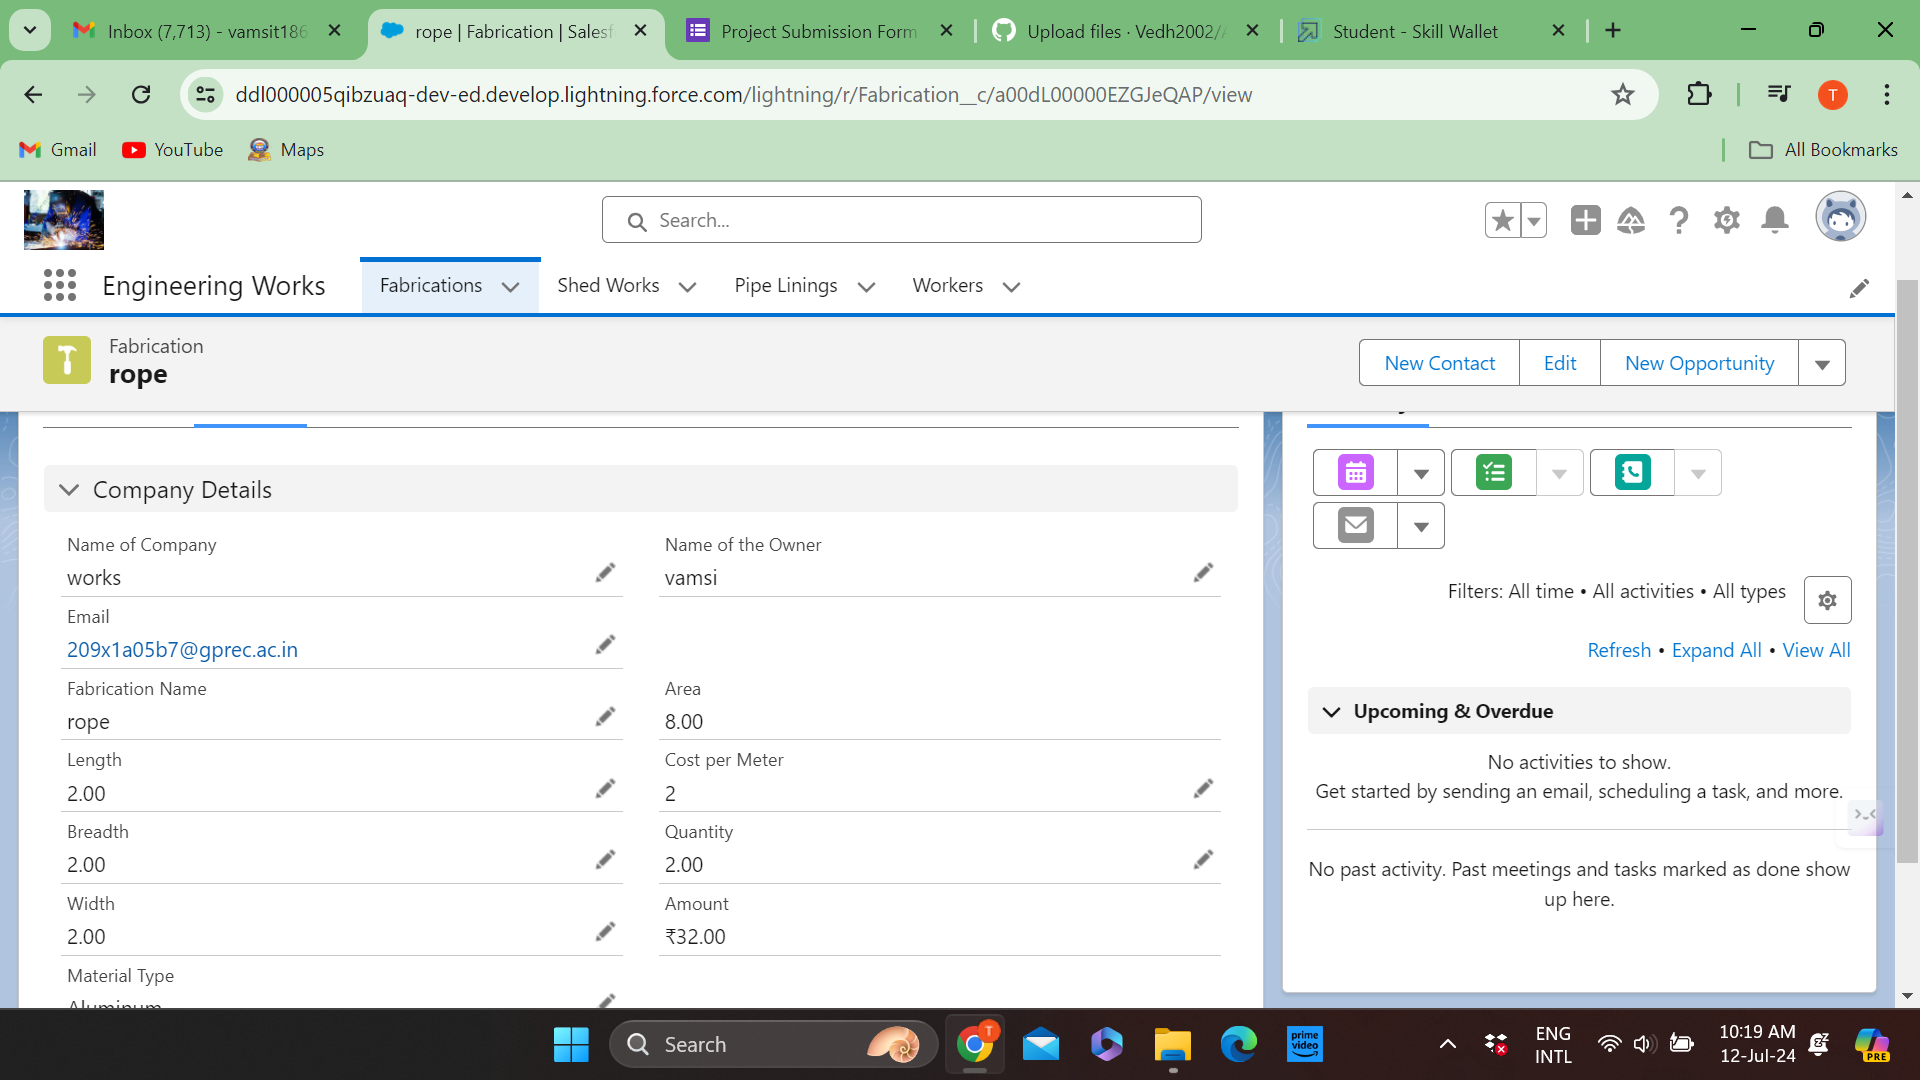 Inbox (7,713) - vamsit186
rope | Fabrication | Salesf
Project Submission Form
Upload files · Vedh2002/
Student - Skill Wallet
ddl000005qibzuaq-dev-ed.develop.lightning.force.com/lightning/r/Fabrication__c/a00dL00000EZGJeQAP/view
T
Gmail
YouTube
Maps
All Bookmarks
Search...
Engineering Works
Fabrications
Shed Works
Pipe Linings
Workers
Fabrication
rope
New Contact
Edit
New Opportunity
Company Details
Name of Company
works
Name of the Owner
vamsi
Email
209x1a05b7@gprec.ac.in
Fabrication Name
rope
Area
8.00
Length
2.00
Cost per Meter
2
Breadth
2.00
Quantity
2.00
Width
2.00
Amount
₹32.00
Material Type
Aluminum
Filters: All time • All activities • All types
Refresh • Expand All • View All
Upcoming & Overdue
No activities to show.
Get started by sending an email, scheduling a task, and more.
No past activity. Past meetings and tasks marked as done show
up here.
Search
T
prime
video
ENG
INTL
10:19 AM
12-Jul-24
PRE